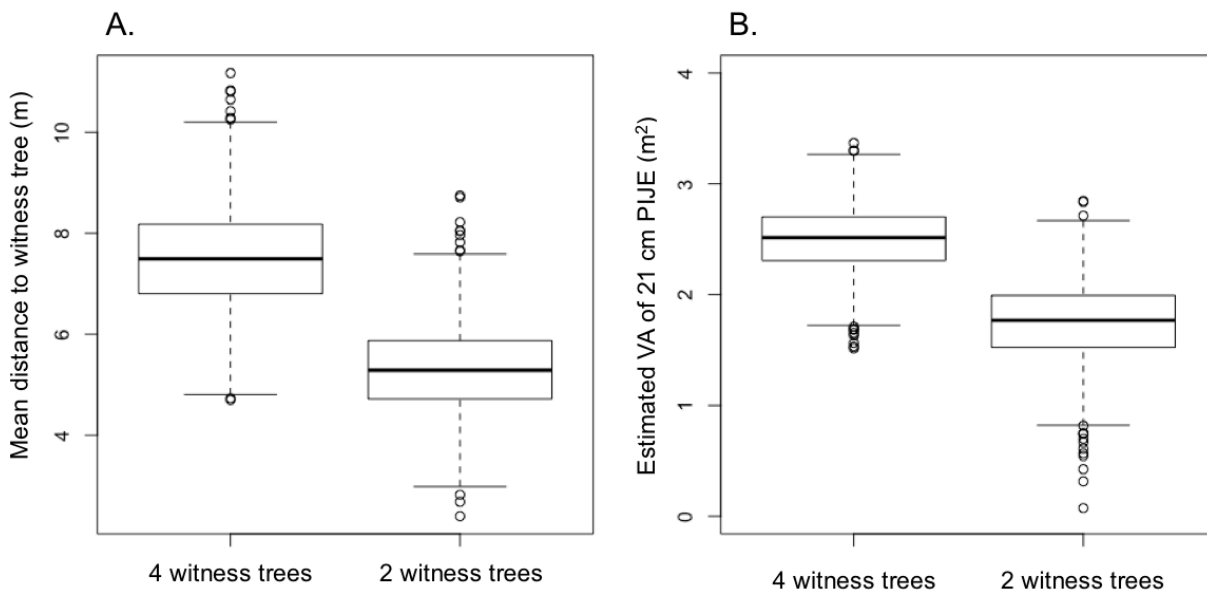 A.
Mean distance to witness tree (m)
10
8
6
4
4 witness trees
2 witness trees
B.
Estimated VA of 21 cm PIJE (m²)
4
3
2
1
0
4 witness trees
2 witness trees